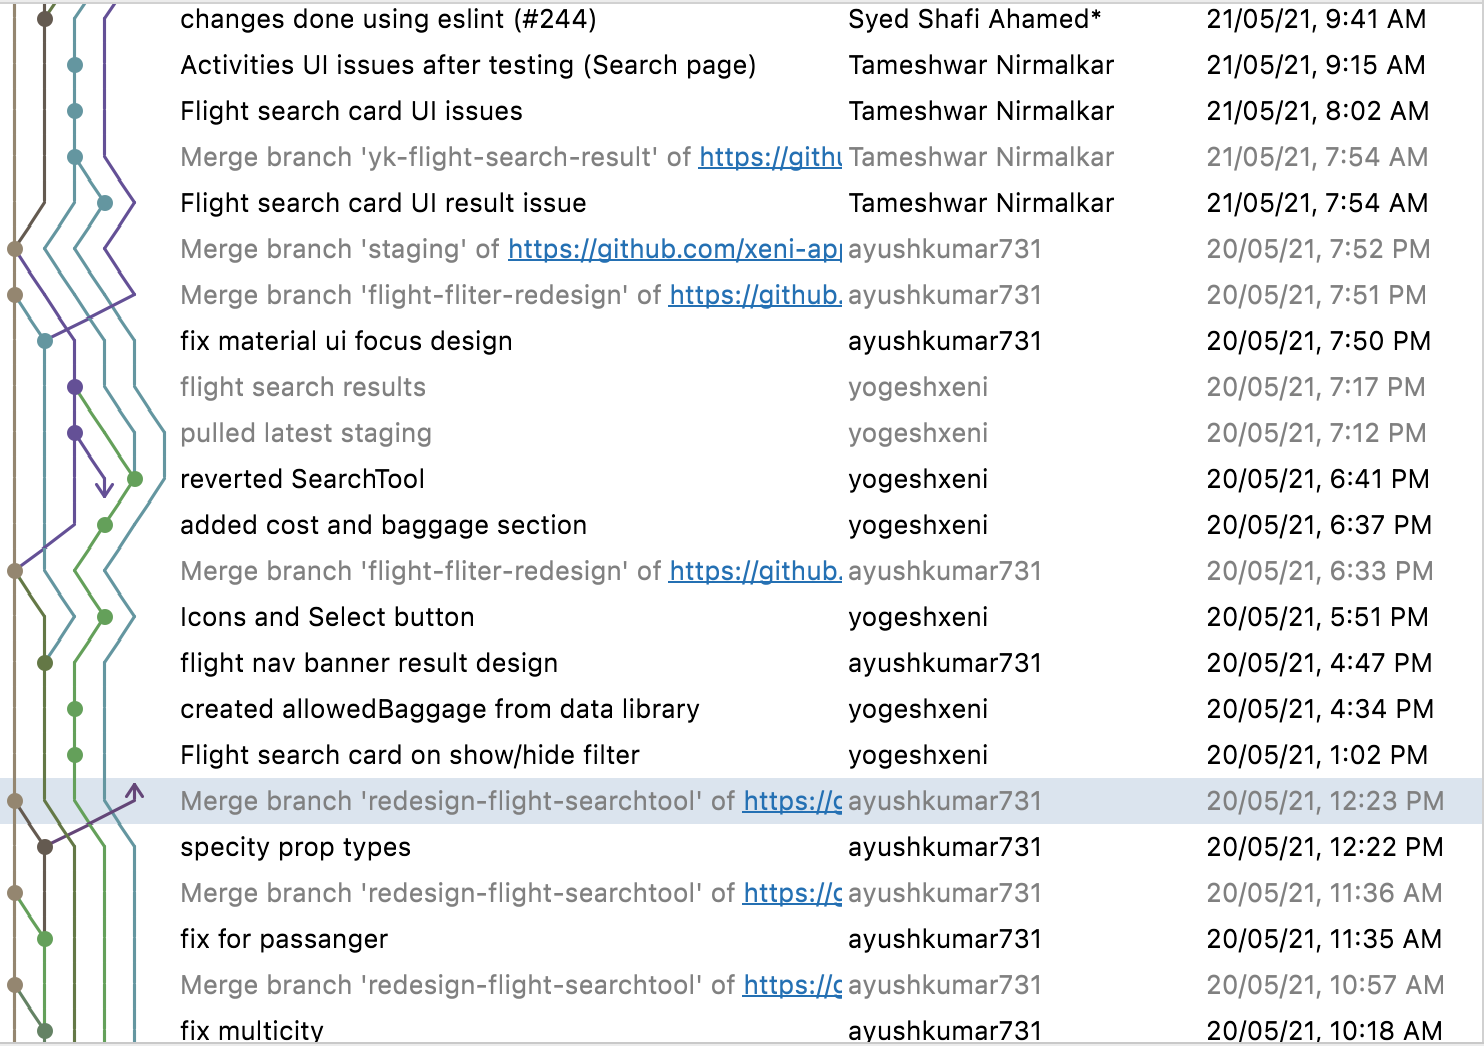 changes done using eslint (#244) Syed Shafi Ahamed* 21/05/21, 9:41 AM
Activities UI issues after testing (Search page) Tameshwar Nirmalkar 21/05/21, 9:15 AM
Flight search card UI issues Tameshwar Nirmalkar 21/05/21, 8:02 AM
Merge branch 'yk-flight-search-result' of https://gith Tameshwar Nirmalkar 21/05/21, 7:54 AM
Flight search card UI result issue Tameshwar Nirmalkar 21/05/21, 7:54 AM
Merge branch 'staging' of https://github.com/xeni-ap ayushkumar731 20/05/21, 7:52 PM
Merge branch 'flight-fliter-redesign' of https://github. ayushkumar731 20/05/21, 7:51 PM
fix material ui focus design ayushkumar731 20/05/21, 7:50 PM
flight search results yogeshxeni 20/05/21, 7:17 PM
pulled latest staging yogeshxeni 20/05/21, 7:12 PM
reverted SearchTool yogeshxeni 20/05/21, 6:41 PM
added cost and baggage section yogeshxeni 20/05/21, 6:37 PM
Merge branch 'flight-fliter-redesign' of https://github. ayushkumar731 20/05/21, 6:33 PM
Icons and Select button yogeshxeni 20/05/21, 5:51 PM
flight nav banner result design ayushkumar731 20/05/21, 4:47 PM
created allowedBaggage from data library yogeshxeni 20/05/21, 4:34 PM
Flight search card on show/hide filter yogeshxeni 20/05/21, 1:02 PM
Merge branch 'redesign-flight-searchtool' of https://g ayushkumar731 20/05/21, 12:23 PM
specity prop types ayushkumar731 20/05/21, 12:22 PM
Merge branch 'redesign-flight-searchtool' of https://g ayushkumar731 20/05/21, 11:36 AM
fix for passanger ayushkumar731 20/05/21, 11:35 AM
Merge branch 'redesign-flight-searchtool' of https://g ayushkumar731 20/05/21, 10:57 AM
fix multicity ayushkumar731 20/05/21, 10:18 AM